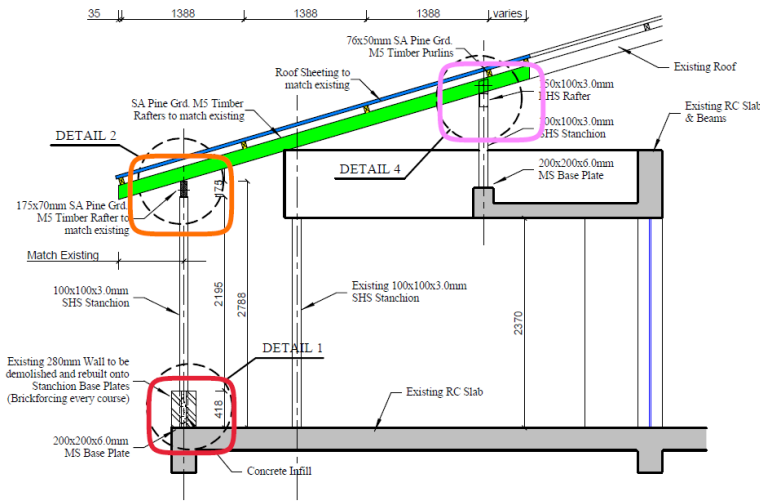 35
1388
1388
1388
varies
76x50mm SA Pine Grd.
M5 Timber Purlins
Existing Roof
Roof Sheeting to
match existing
50x100x3.0mm
RHS Rafter
SA Pine Grd. M5 Timber
Rafters to match existing
Existing RC Slab
& Beams
00x100x3.0mm
SHS Stanchion
DETAIL 2
DETAIL 4
200x200x6.0mm
MS Base Plate
175
175x70mm SA Pine Grd.
M5 Timber Rafter to
match existing
Match Existing
100x100x3.0mm
SHS Stanchion
2195
2788
Existing 100x100x3.0mm
SHS Stanchion
2370
DETAIL 1
Existing 280mm Wall to be
demolished and rebuilt onto
Stanchion Base Plates
(Brickforcing every course)
418
Existing RC Slab
200x200x6.0mm
MS Base Plate
Concrete Infill